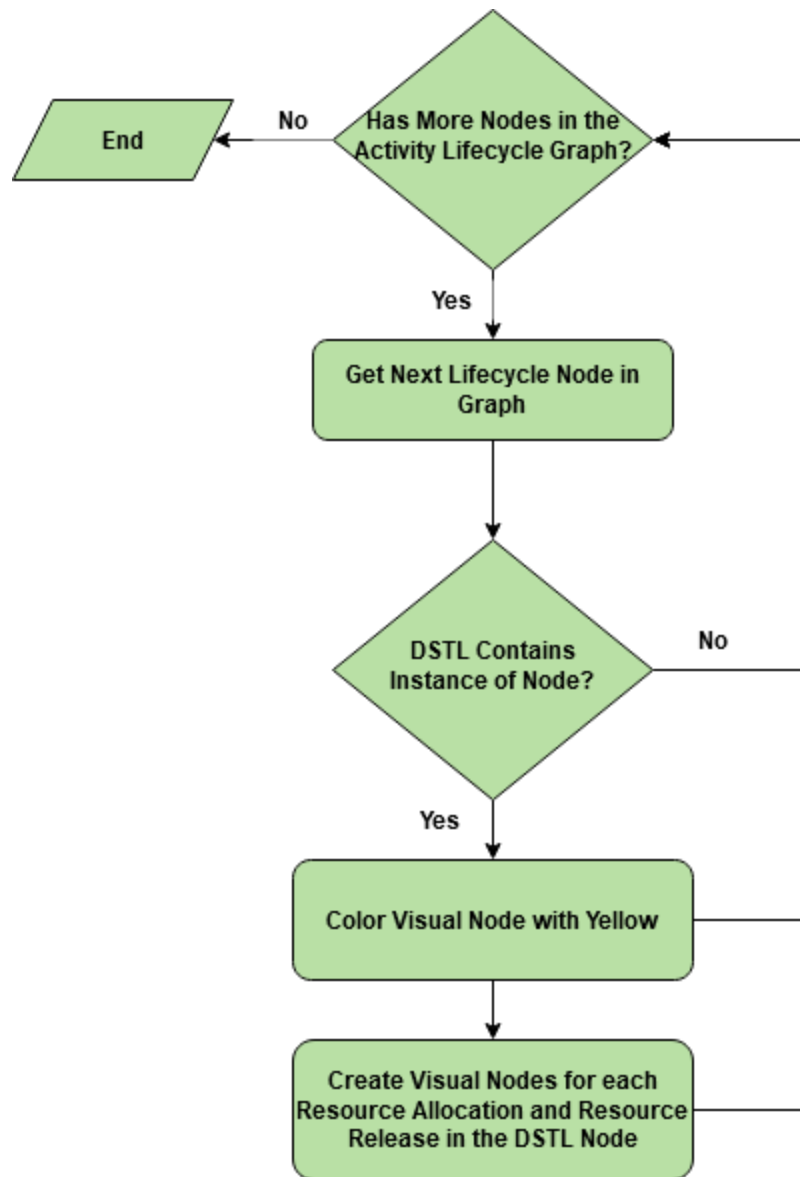 Has More Nodes in the
Activity Lifecycle Graph?
No
End
Yes
Get Next Lifecycle Node in
Graph
DSTL Contains
Instance of Node?
No
Yes
Color Visual Node with Yellow
Create Visual Nodes for each
Resource Allocation and Resource
Release in the DSTL Node